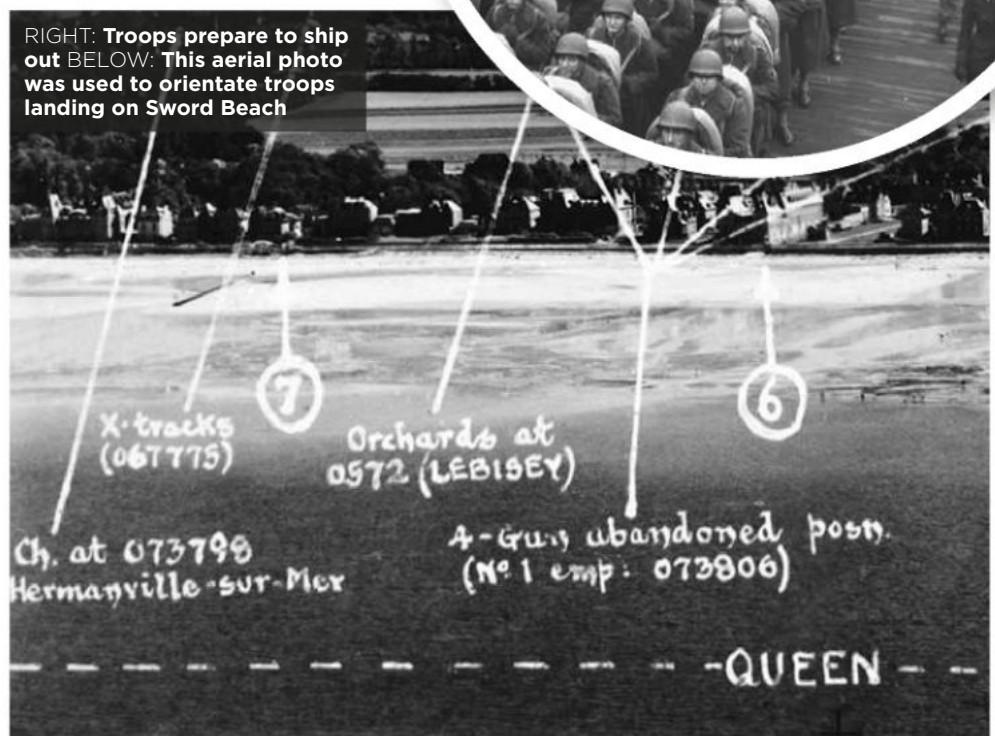 RIGHT: Troops prepare to ship
out BELOW: This aerial photo
was used to orientate troops
landing on Sword Beach
7
6
X-tracks
(067775)
Orchards at
0572 (LEBISEY)
Ch. at 073798
Hermanville-sur-Mer
4-Gun abandoned posn.
(Nº 1 emp: 073806)
QUEEN